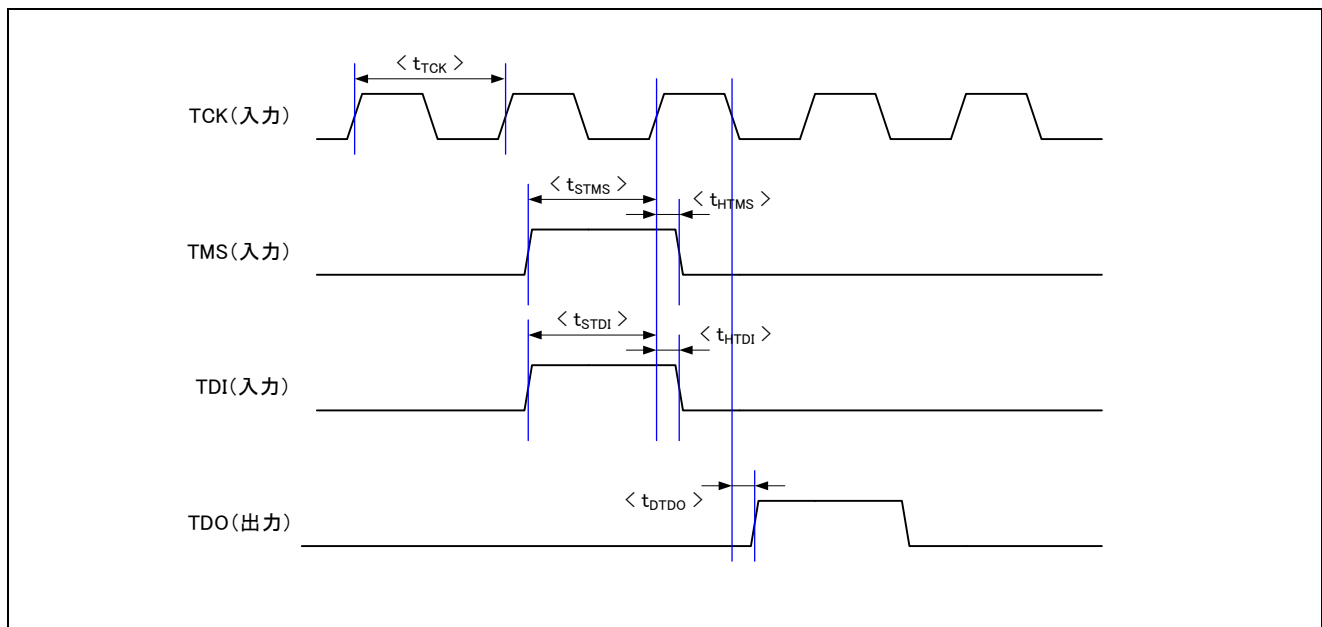 < tTCK >
TCK(入力)
< tSTMS >
< tHTMS >
TMS(入力)
< tSTDI >
< tHTDI >
TDI(入力)
< tDTDO >
TDO(出力)